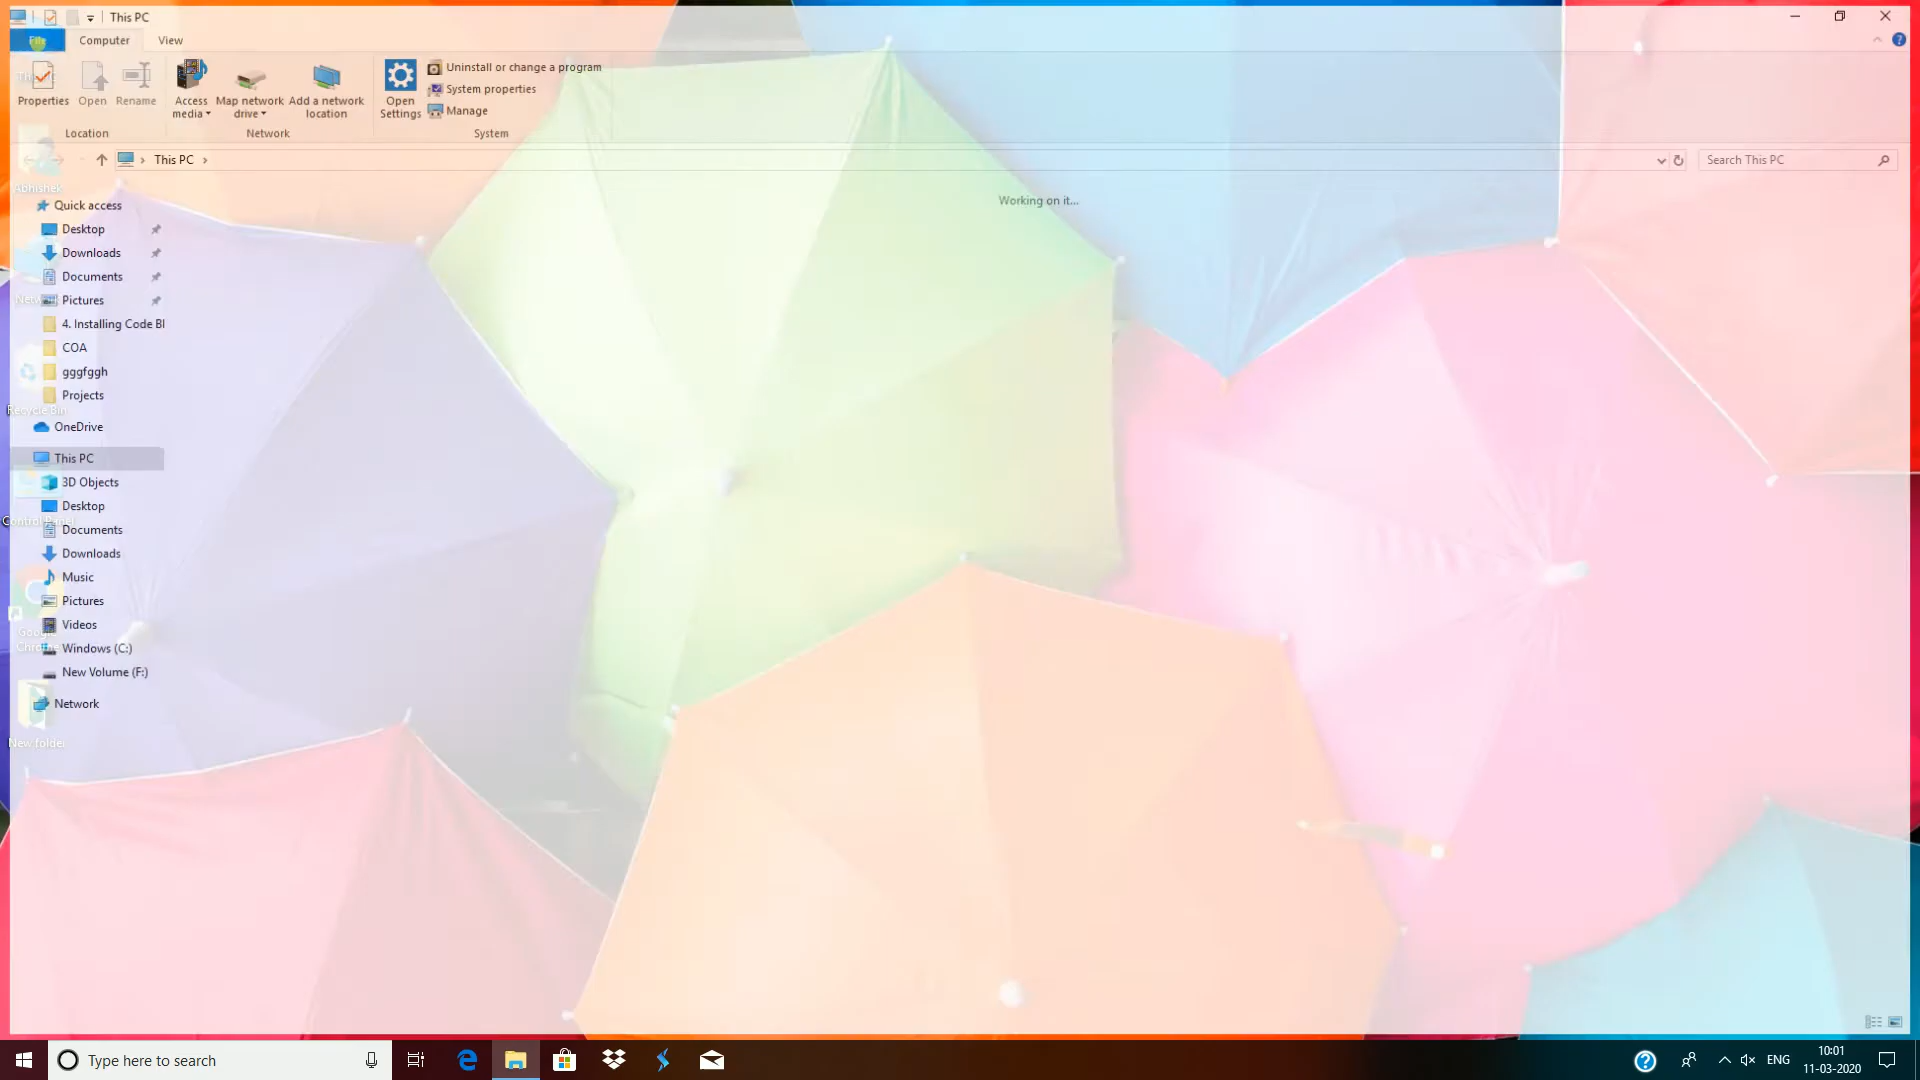 This PC
File
Computer
View
Properties
Open
Rename
Access media
Map network drive
Add a network location
Open Settings
Uninstall or change a program
System properties
Manage
Location
Network
System
This PC
Search This PC
Working on it...
Abhishek
Quick access
Desktop
Downloads
Documents
Pictures
4. Installing Code Bl
COA
gggfggh
Projects
Recycle Bin
OneDrive
This PC
3D Objects
Desktop
Control Panel
Documents
Downloads
Music
Pictures
Videos
Google
Chrome
Windows (C:)
New Volume (F:)
Network
New folder
Type here to search
ENG
10:01
11-03-2020